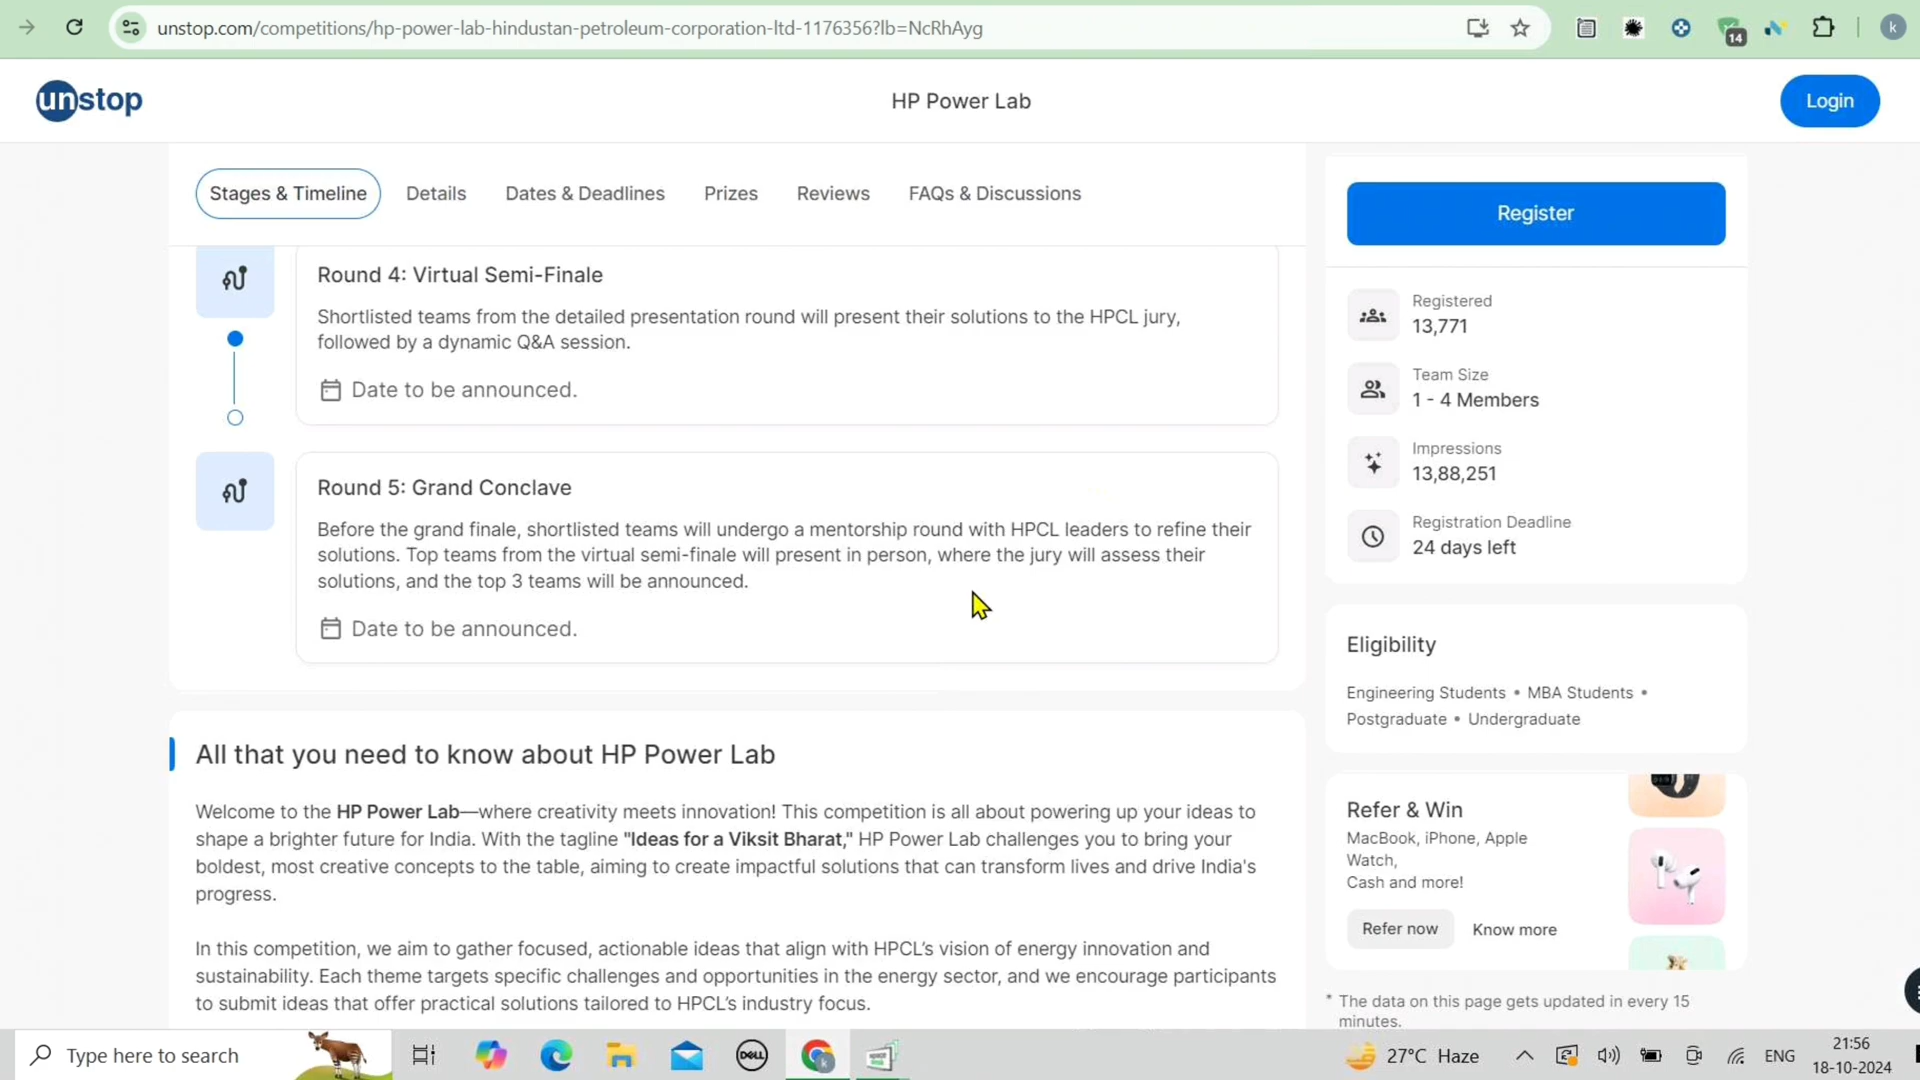 unstop.com/competitions/hp-power-lab-hindustan-petroleum-corporation-ltd-1176356?lb=NcRhAyg
14
k
unstop
HP Power Lab
Login
Stages & Timeline
Details
Dates & Deadlines
Prizes
Reviews
FAQs & Discussions
Round 4: Virtual Semi-Finale
Shortlisted teams from the detailed presentation round will present their solutions to the HPCL jury,
followed by a dynamic Q&A session.
Date to be announced.
Round 5: Grand Conclave
Before the grand finale, shortlisted teams will undergo a mentorship round with HPCL leaders to refine their
solutions. Top teams from the virtual semi-finale will present in person, where the jury will assess their
solutions, and the top 3 teams will be announced.
Date to be announced.
All that you need to know about HP Power Lab
Welcome to the HP Power Lab—where creativity meets innovation! This competition is all about powering up your ideas to
shape a brighter future for India. With the tagline "Ideas for a Viksit Bharat," HP Power Lab challenges you to bring your
boldest, most creative concepts to the table, aiming to create impactful solutions that can transform lives and drive India's
progress.
In this competition, we aim to gather focused, actionable ideas that align with HPCL's vision of energy innovation and
sustainability. Each theme targets specific challenges and opportunities in the energy sector, and we encourage participants
to submit ideas that offer practical solutions tailored to HPCL's industry focus.
Register
Registered
13,771
Team Size
1 - 4 Members
Impressions
13,88,251
Registration Deadline
24 days left
Eligibility
Engineering Students • MBA Students •
Postgraduate • Undergraduate
Refer & Win
MacBook, iPhone, Apple
Watch,
Cash and more!
Refer now
Know more
* The data on this page gets updated in every 15
minutes.
Type here to search
DELL
27°C Haze
ENG
21:56
18-10-2024